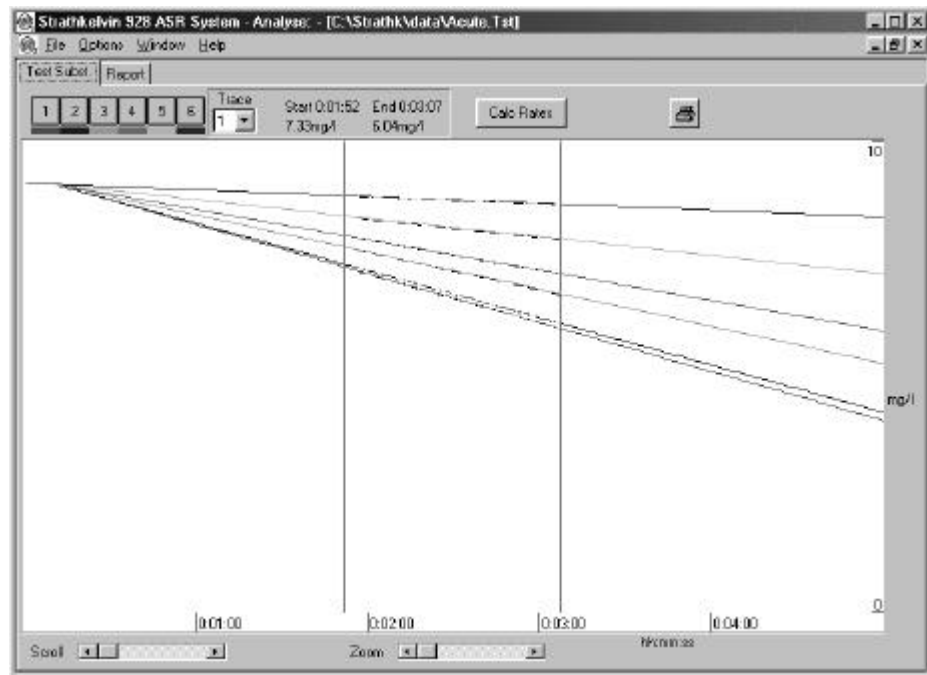 Strathkelvin 928 ASR System - Analyse: - [C:\Strathk\data\Acute.Tst]
File Options Window Help
Test Subst. Report
1 2 3 4 5 6
Trace
1
Start 0:01:52 End 0:03:07
7.33mg/l 6.04mg/l
Calc Rates
10
mg/l
0
0:01:00 0:02:00 0:03:00 0:04:00
hh:mm:ss
Scroll Zoom